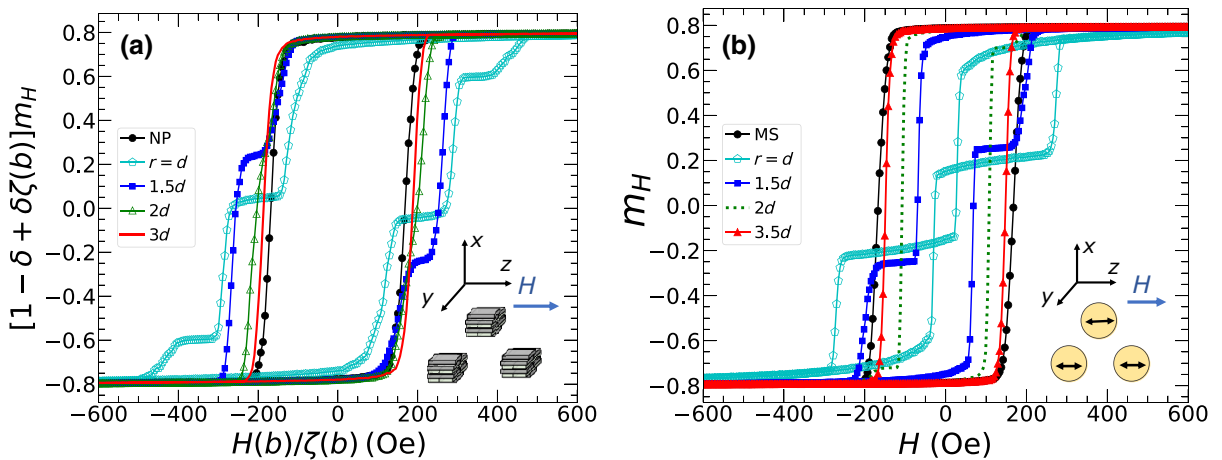 (a)
[1 − δ + δζ(b)]m_H
0.8
0.6
0.4
0.2
0.0
−0.2
−0.4
−0.6
−0.8
NP
r = d
1.5d
2d
3d
x
z
y
H
−600 −400 −200 0 200 400 600
H(b)/ζ(b) (Oe)
(b)
m_H
0.8
0.6
0.4
0.2
0.0
−0.2
−0.4
−0.6
−0.8
MS
r = d
1.5d
2d
3.5d
x
z
y
H
−600 −400 −200 0 200 400 600
H (Oe)